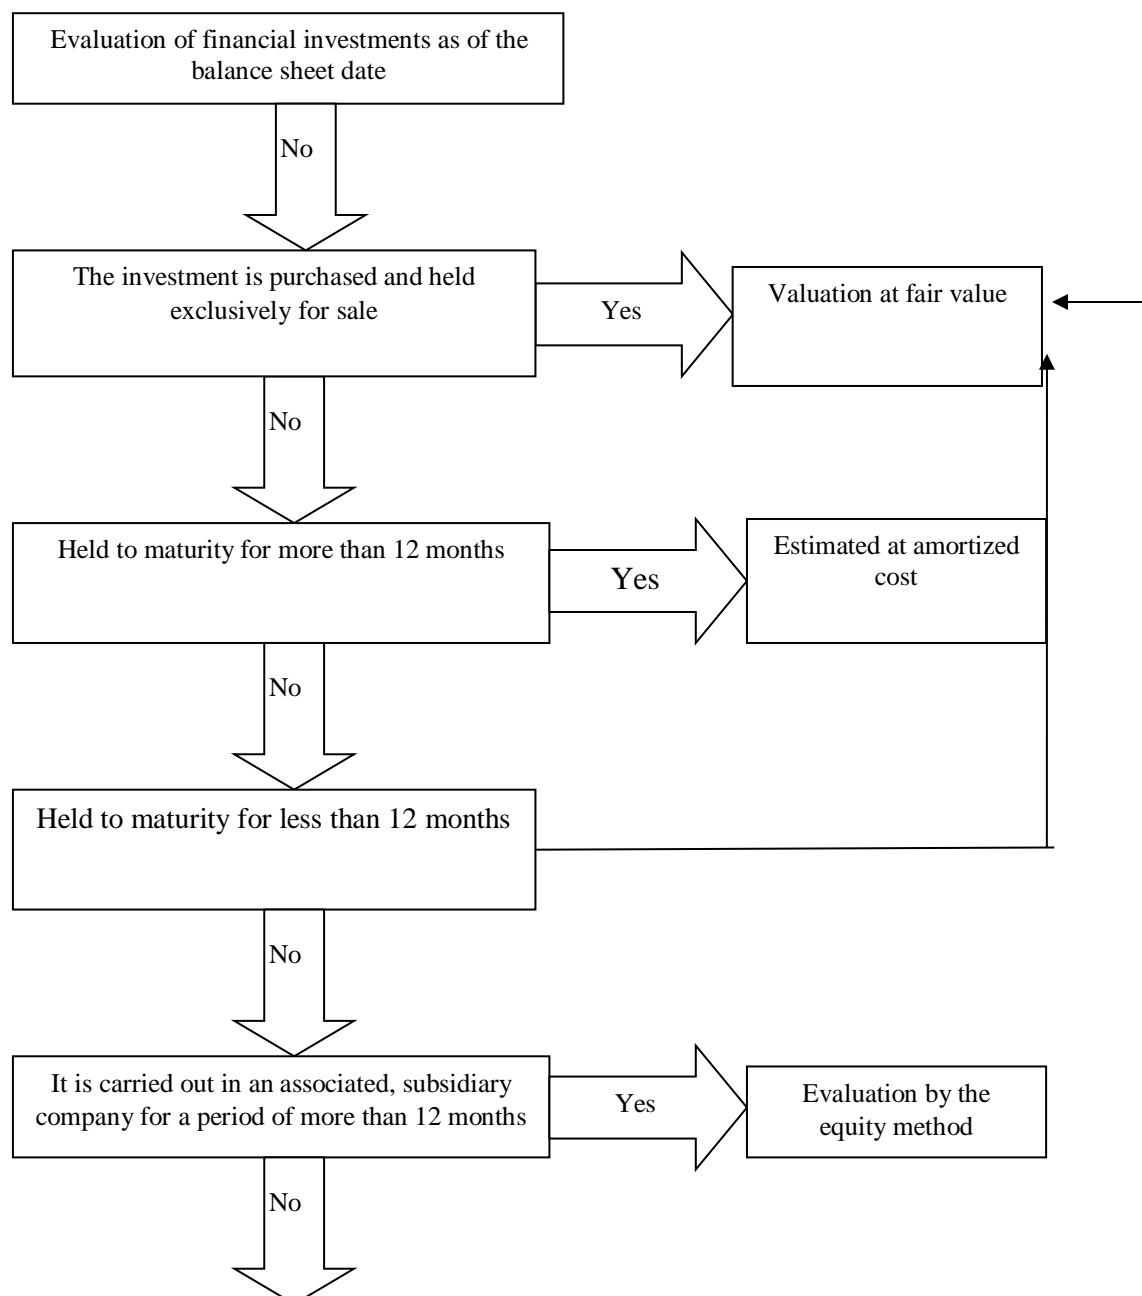 Evaluation of financial investments as of the
balance sheet date
No
The investment is purchased and held
exclusively for sale
Yes
Valuation at fair value
No
Held to maturity for more than 12 months
Yes
Estimated at amortized
cost
No
Held to maturity for less than 12 months
No
It is carried out in an associated, subsidiary
company for a period of more than 12 months
Yes
Evaluation by the
equity method
No